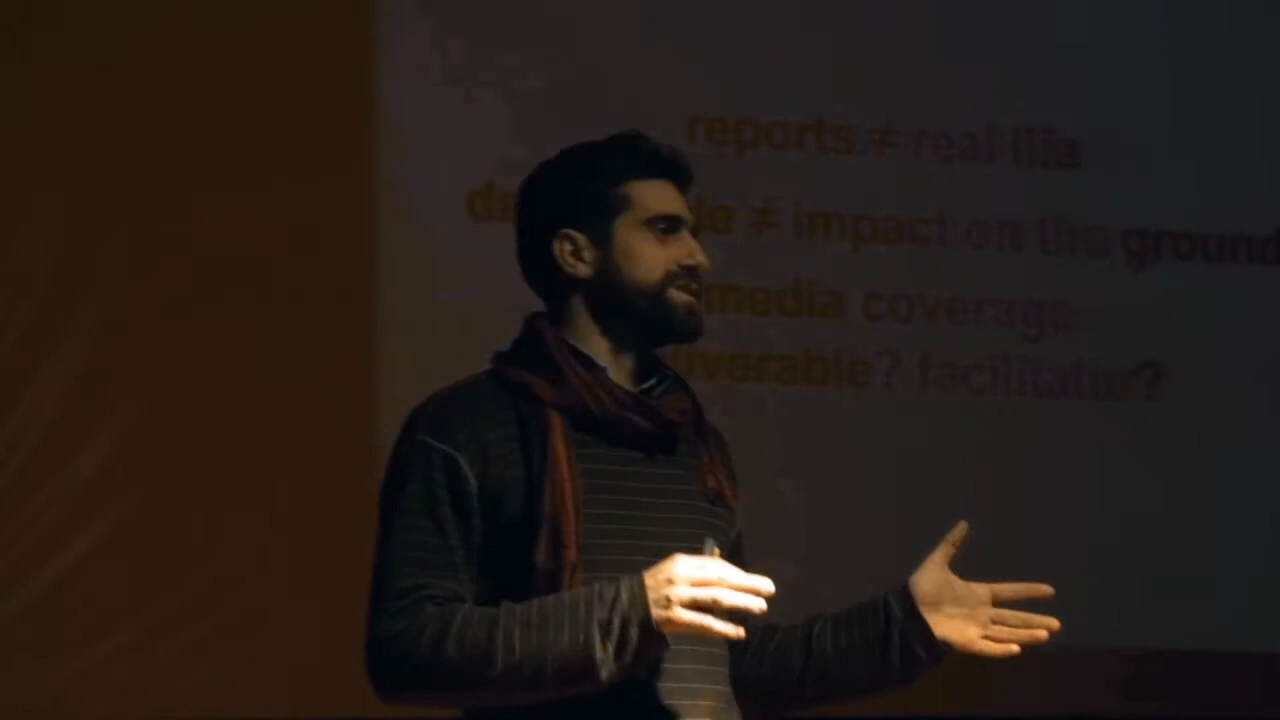 reports ≠ real life
≠ impact on the ground
media coverage
facilitator?